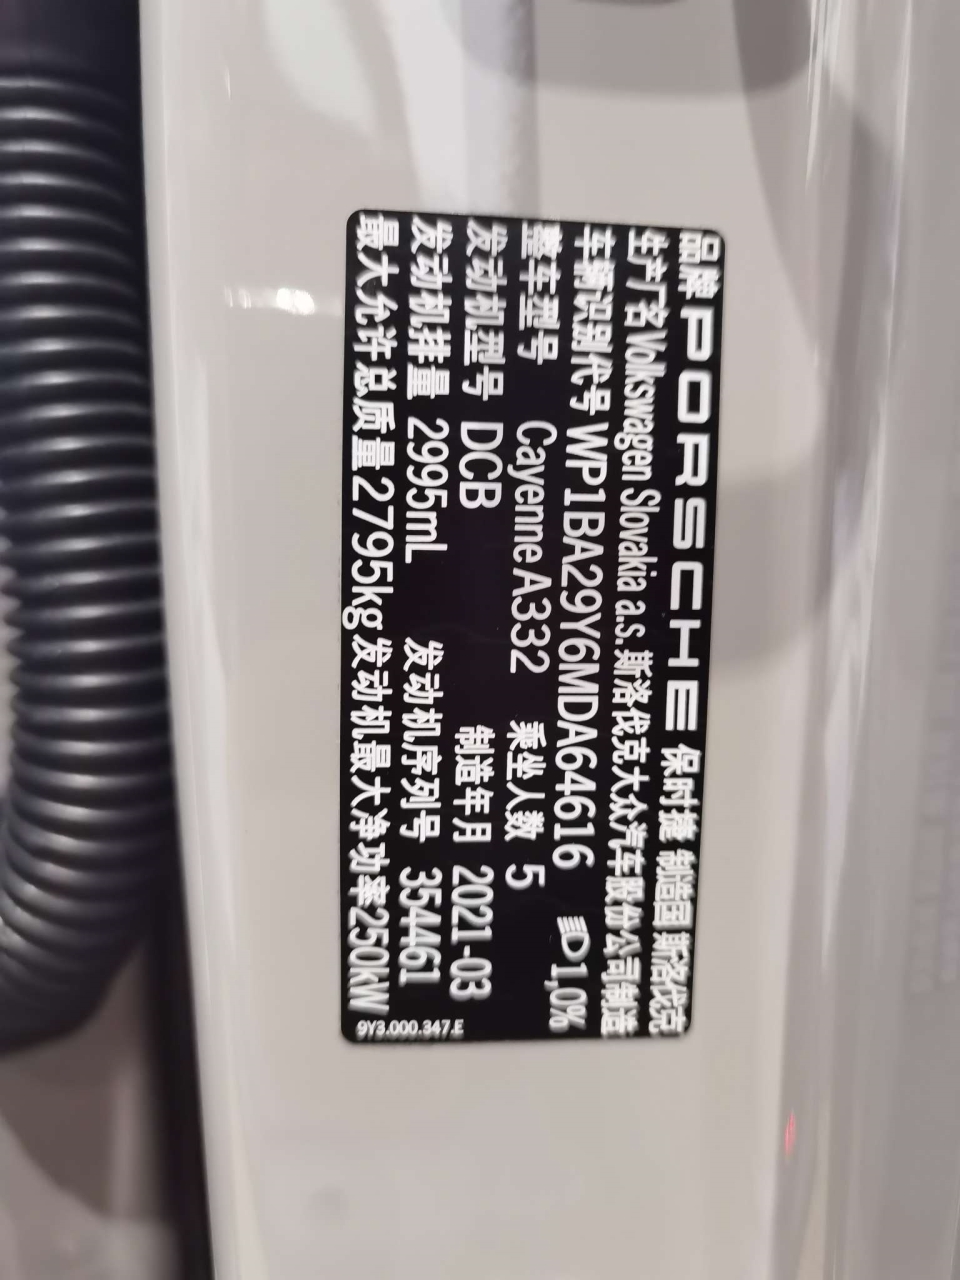 品牌 PORSCHE 保时捷 制造国 斯洛伐克
生产厂名 Volkswagen Slovakia a.s. 斯洛伐克大众汽车股份公司制造
车辆识别代号 WP1BA29Y6MDA64616 1,0%
整车型号 Cayenne A332 乘坐人数 5
发动机型号 DCB 制造年月 2021-03
发动机排量 2995mL 发动机序列号 354461
最大允许总质量 2795kg 发动机最大净功率 250kW
9Y3.000.347.E